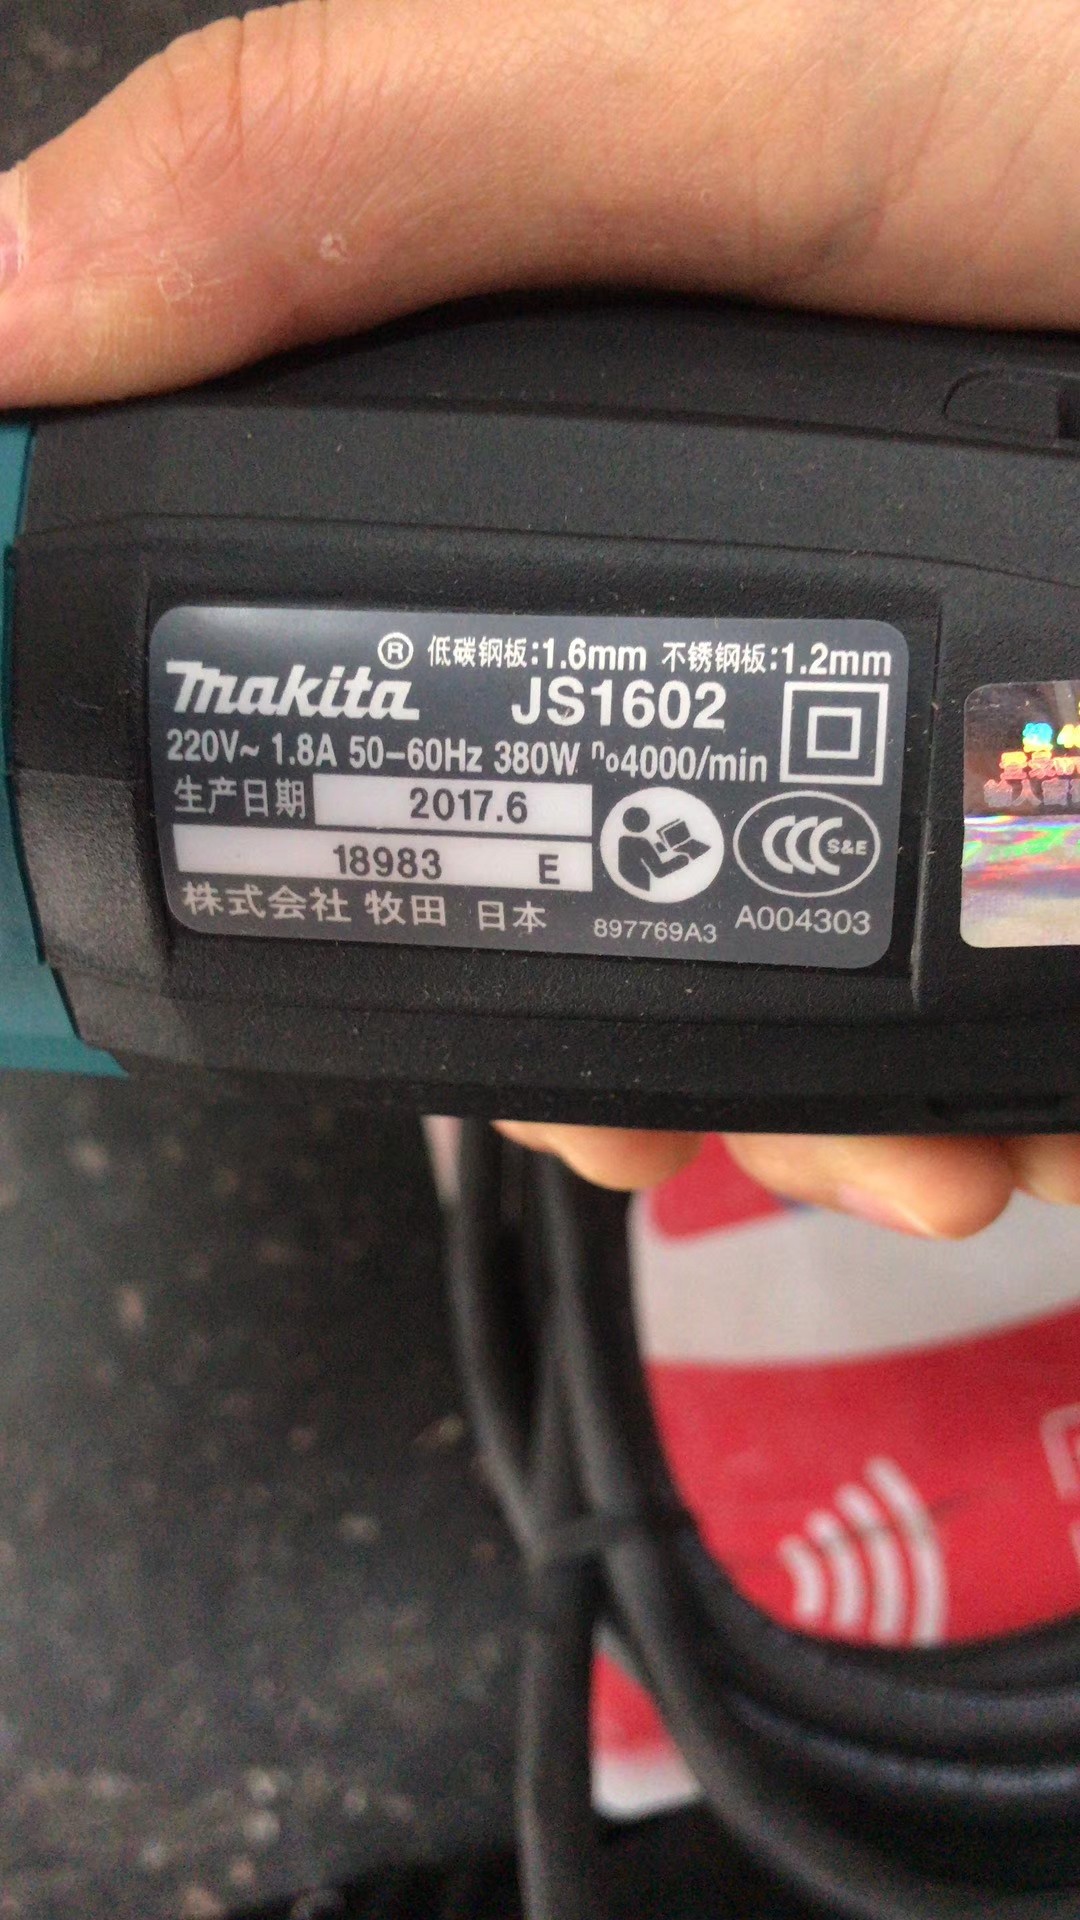 ® 低碳钢板:1.6mm 不锈钢板:1.2mm
makita JS1602
220V~ 1.8A 50-60Hz 380W n₀4000/min
生产日期 2017.6
18983 E
CCC S&E
株式会社 牧田 日本
897769A3 A004303